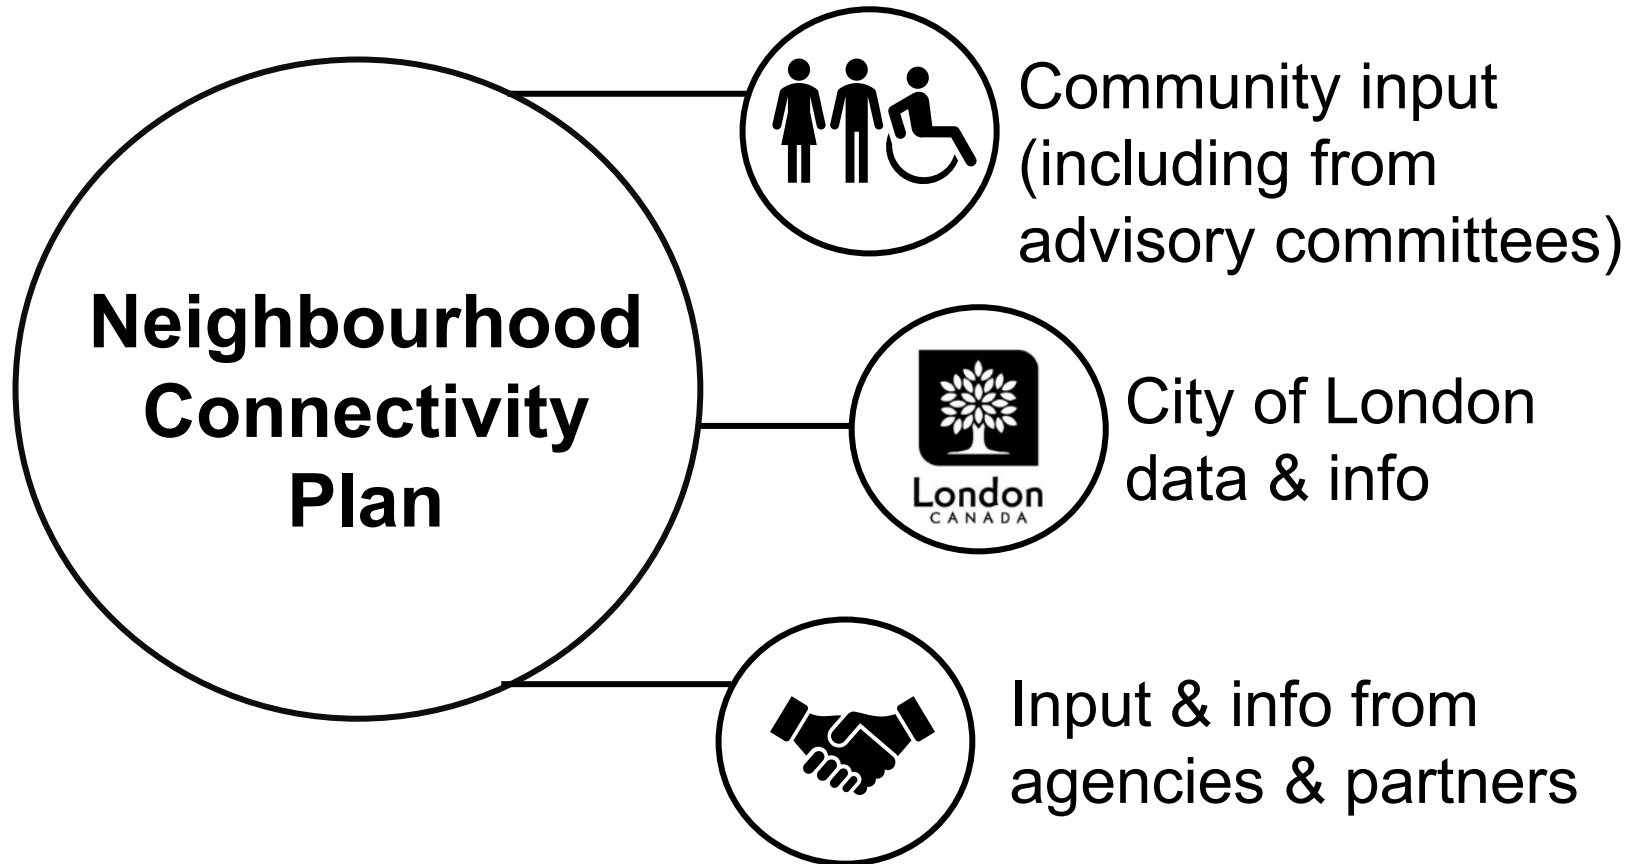 Neighbourhood
Connectivity
Plan
Community input
(including from
advisory committees)
London
CANADA
City of London
data & info
Input & info from
agencies & partners